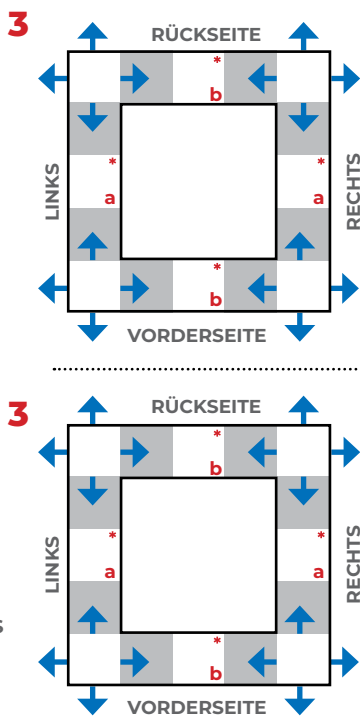 3
RÜCKSEITE
*
b
LINKS
*
a
*
a
RECHTS
*
b
VORDERSEITE
3
RÜCKSEITE
*
b
LINKS
*
a
*
a
RECHTS
S
*
b
VORDERSEITE